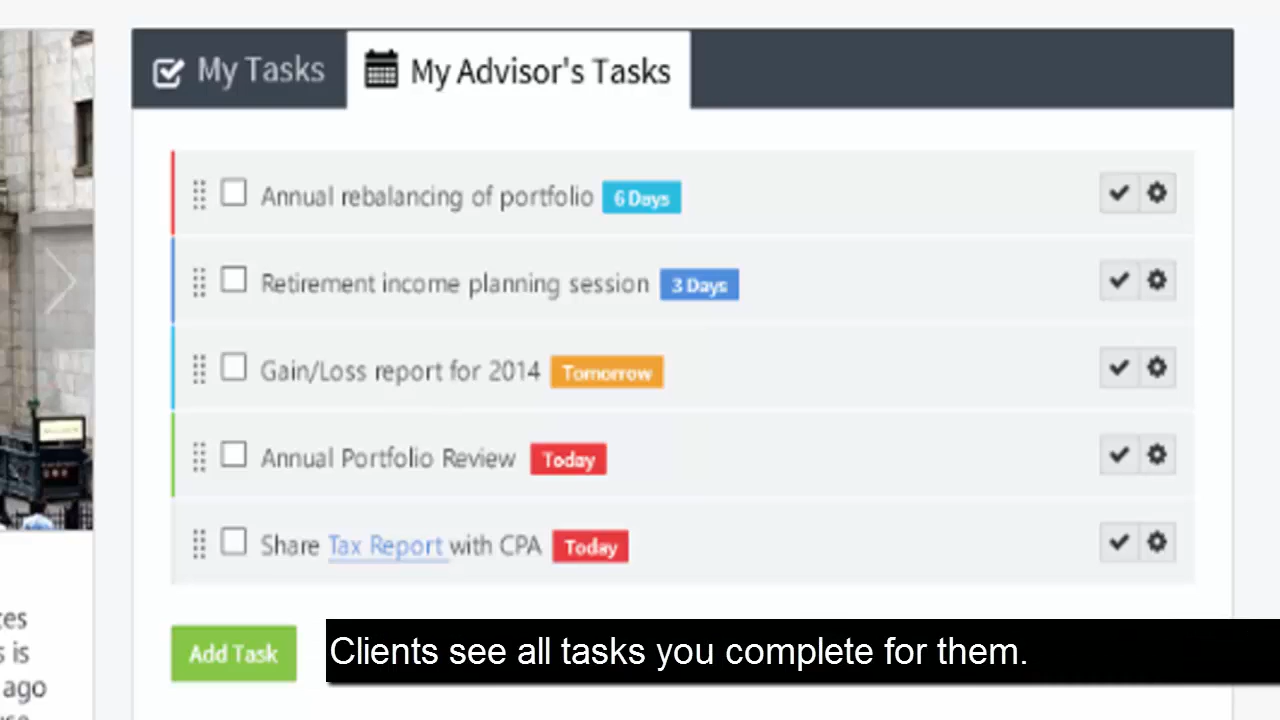 My Tasks
My Advisor's Tasks
Annual rebalancing of portfolio 6 Days
Retirement income planning session 3 Days
Gain/Loss report for 2014 Tomorrow
Annual Portfolio Review Today
Share Tax Report with CPA Today
Add Task
Clients see all tasks you complete for them.
s is
ago